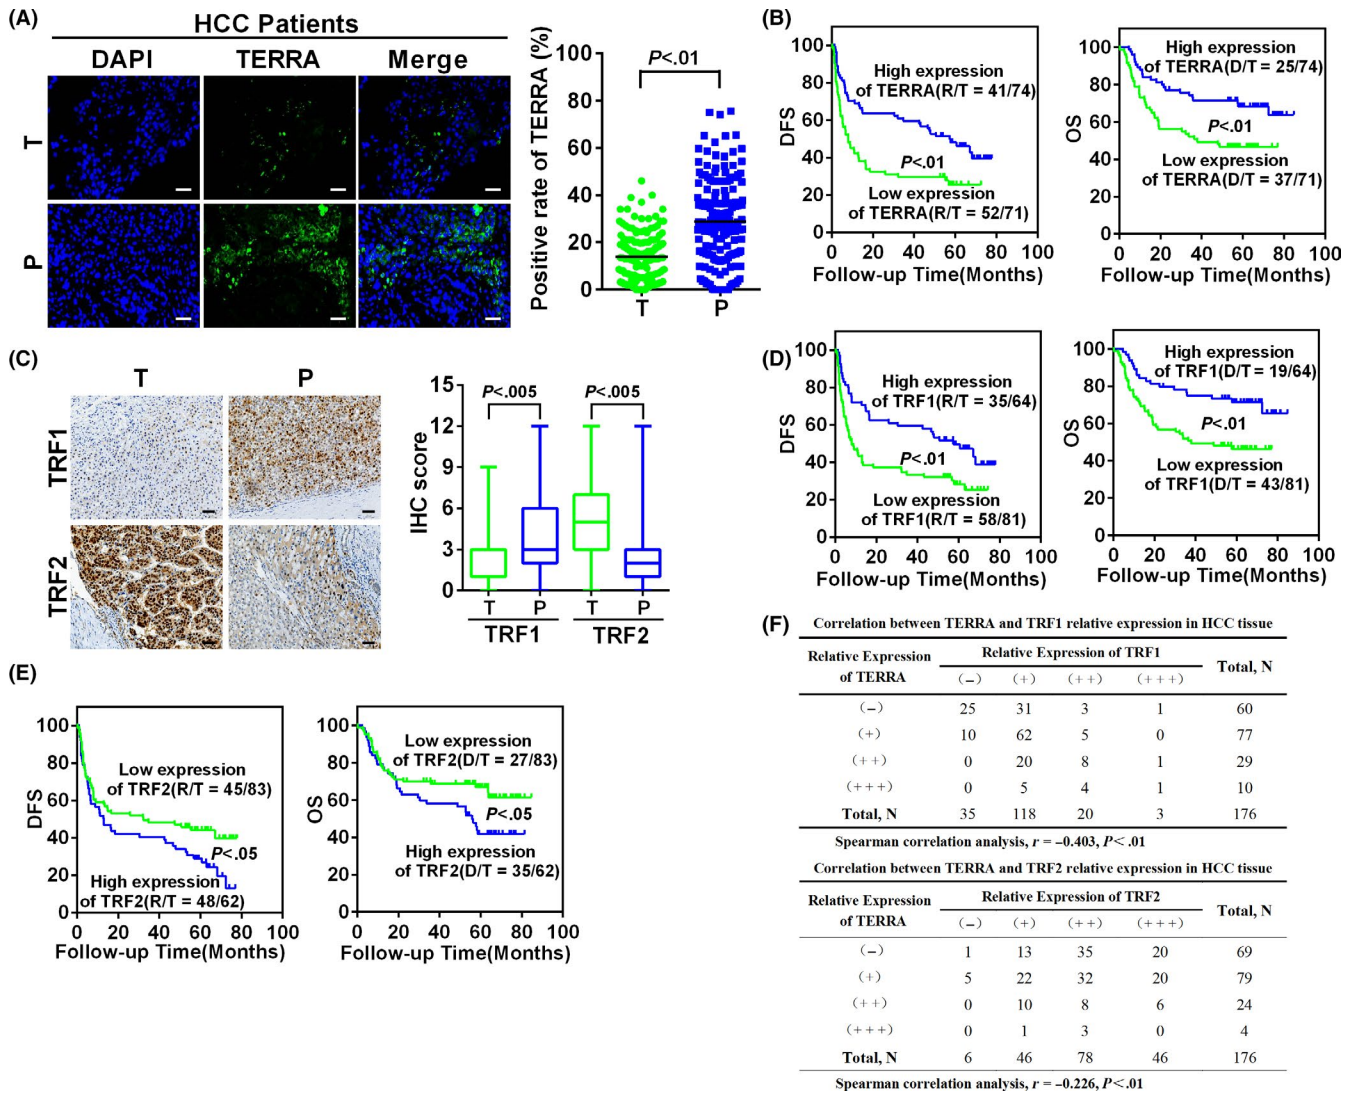 (A)
HCC Patients
DAPI TERRA Merge
T
P
Positive rate of TERRA (%)
100
80
60
40
20
0
P<.01
T P
(B)
DFS
100
80
60
40
20
0
High expression
of TERRA(R/T = 41/74)
P<.01
Low expression
of TERRA(R/T = 52/71)
0 20 40 60 80 100
Follow-up Time(Months)
OS
100
80
60
40
20
0
High expression
of TERRA(D/T = 25/74)
P<.01
Low expression
of TERRA(D/T = 37/71)
0 20 40 60 80 100
Follow-up Time(Months)
(C)
T P
TRF1
TRF2
IHC score
15
12
9
6
3
0
P<.005 P<.005
T P T P
TRF1 TRF2
(D)
DFS
100
80
60
40
20
0
High expression
of TRF1(R/T = 35/64)
P<.01
Low expression
of TRF1(R/T = 58/81)
0 20 40 60 80 100
Follow-up Time(Months)
OS
100
80
60
40
20
0
High expression
of TRF1(D/T = 19/64)
P<.01
Low expression
of TRF1(D/T = 43/81)
0 20 40 60 80 100
Follow-up Time(Months)
(E)
DFS
100
80
60
40
20
0
Low expression
of TRF2(R/T = 45/83)
P<.05
High expression
of TRF2(R/T = 48/62)
0 20 40 60 80 100
Follow-up Time(Months)
OS
100
80
60
40
20
0
Low expression
of TRF2(D/T = 27/83)
P<.05
High expression
of TRF2(D/T = 35/62)
0 20 40 60 80 100
Follow-up Time(Months)
(F)
Correlation between TERRA and TRF1 relative expression in HCC tissue
Relative Expression of TERRA Relative Expression of TRF1 Total, N
(–) (+) (++) (+++)
(–) 25 31 3 1 60
(+) 10 62 5 0 77
(++) 0 20 8 1 29
(+++) 0 5 4 1 10
Total, N 35 118 20 3 176
Spearman correlation analysis, r = –0.403, P<.01
Correlation between TERRA and TRF2 relative expression in HCC tissue
Relative Expression of TERRA Relative Expression of TRF2 Total, N
(–) (+) (++) (+++)
(–) 1 13 35 20 69
(+) 5 22 32 20 79
(++) 0 10 8 6 24
(+++) 0 1 3 0 4
Total, N 6 46 78 46 176
Spearman correlation analysis, r = –0.226, P<.01